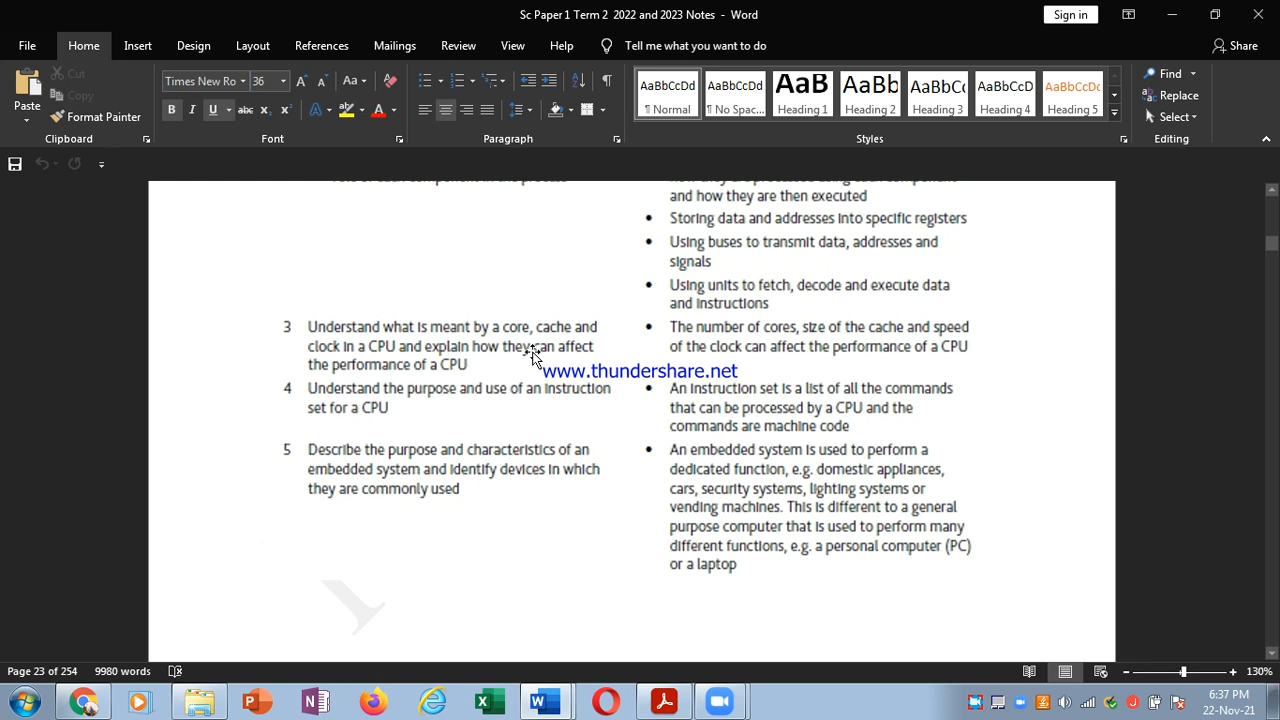 Sc Paper 1 Term 2 2022 and 2023 Notes - Word
Sign in
File Home Insert Design Layout References Mailings Review View Help Tell me what you want to do Share
Paste
Cut
Copy
Format Painter
Clipboard
Times New Ro 36
Aa
B I U abc x₂ x²
Font
Paragraph
AaBbCcDd
¶ Normal
AaBbCcDd
¶ No Spac...
AaB
Heading 1
AaBb
Heading 2
AaBbCc
Heading 3
AaBbCcD
Heading 4
AaBbCcDc
Heading 5
Styles
Find
Replace
Select
Editing
and how they are then executed
• Storing data and addresses into specific registers
• Using buses to transmit data, addresses and
signals
• Using units to fetch, decode and execute data
and instructions
3 Understand what is meant by a core, cache and
clock in a CPU and explain how they can affect
the performance of a CPU
• The number of cores, size of the cache and speed
of the clock can affect the performance of a CPU
www.thundershare.net
4 Understand the purpose and use of an instruction
set for a CPU
• An instruction set is a list of all the commands
that can be processed by a CPU and the
commands are machine code
5 Describe the purpose and characteristics of an
embedded system and identify devices in which
they are commonly used
• An embedded system is used to perform a
dedicated function, e.g. domestic appliances,
cars, security systems, lighting systems or
vending machines. This is different to a general
purpose computer that is used to perform many
different functions, e.g. a personal computer (PC)
or a laptop
Page 23 of 254 9980 words 130%
6:37 PM
22-Nov-21